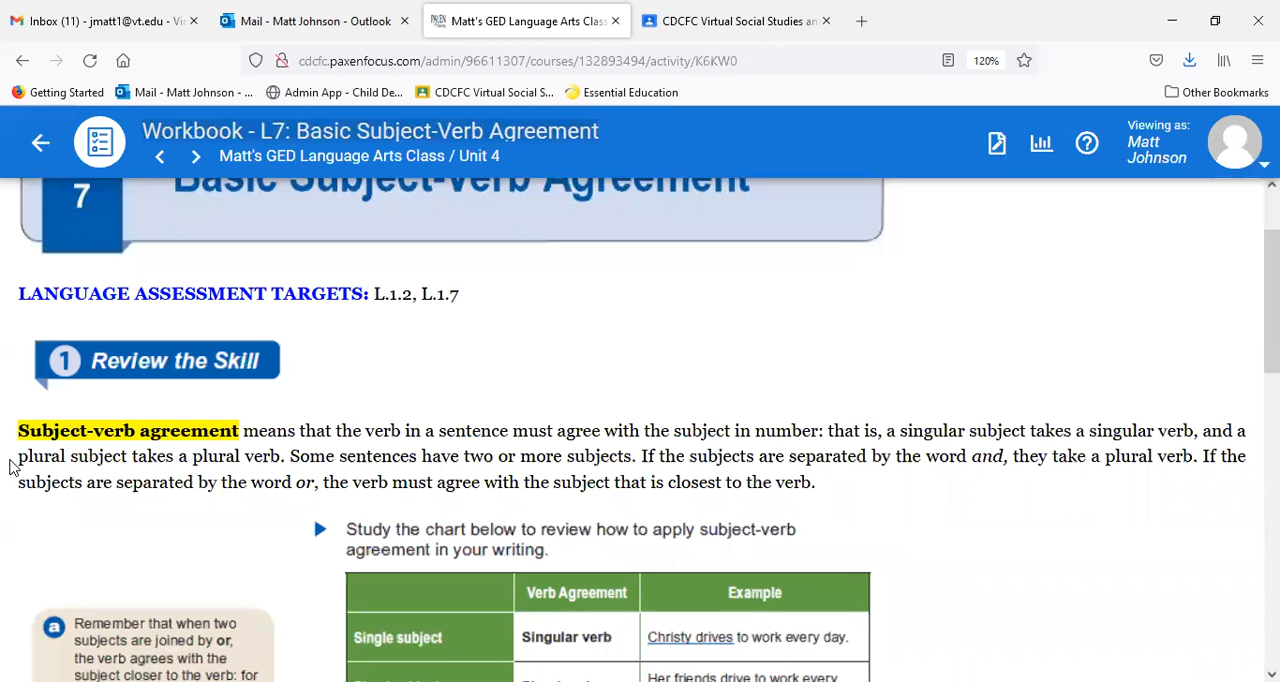 Inbox (11) - jmatt1@vt.edu - Vir
Mail - Matt Johnson - Outlook
PAXEN
Matt's GED Language Arts Clas
CDCFC Virtual Social Studies an
cdcfc.paxenfocus.com/admin/96611307/courses/132893494/activity/K6KW0
120%
Getting Started
Mail - Matt Johnson - ...
Admin App - Child De...
CDCFC Virtual Social S...
Essential Education
Other Bookmarks
Workbook - L7: Basic Subject-Verb Agreement
Matt's GED Language Arts Class / Unit 4
Viewing as:
Matt
Johnson
7
Basic Subject-Verb Agreement
LANGUAGE ASSESSMENT TARGETS: L.1.2, L.1.7
1 Review the Skill
Subject-verb agreement means that the verb in a sentence must agree with the subject in number: that is, a singular subject takes a singular verb, and a
plural subject takes a plural verb. Some sentences have two or more subjects. If the subjects are separated by the word and, they take a plural verb. If the
subjects are separated by the word or, the verb must agree with the subject that is closest to the verb.
Study the chart below to review how to apply subject-verb
agreement in your writing.
Verb Agreement
Example
Single subject
Singular verb
Christy drives to work every day.
Her friends drive to work every
a
Remember that when two
subjects are joined by or,
the verb agrees with the
subject closer to the verb: for